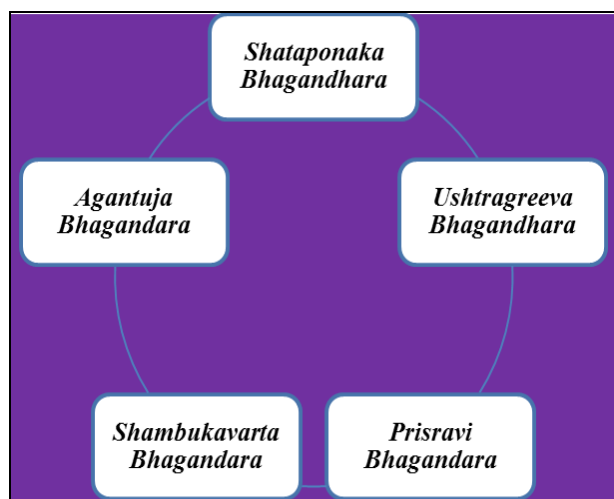 Shataponaka
Bhagandhara
Agantuja
Bhagandara
Ushtragreeva
Bhagandhara
Shambukavarta
Bhagandara
Prisravi
Bhagandara